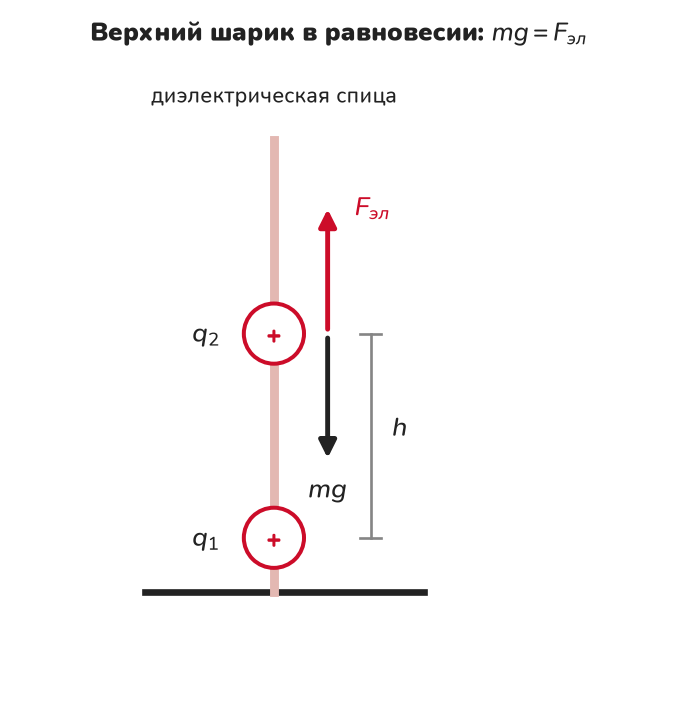 Верхний шарик в равновесии: mg = Fэл
диэлектрическая спица
Fэл
+
q2
h
mg
+
q1